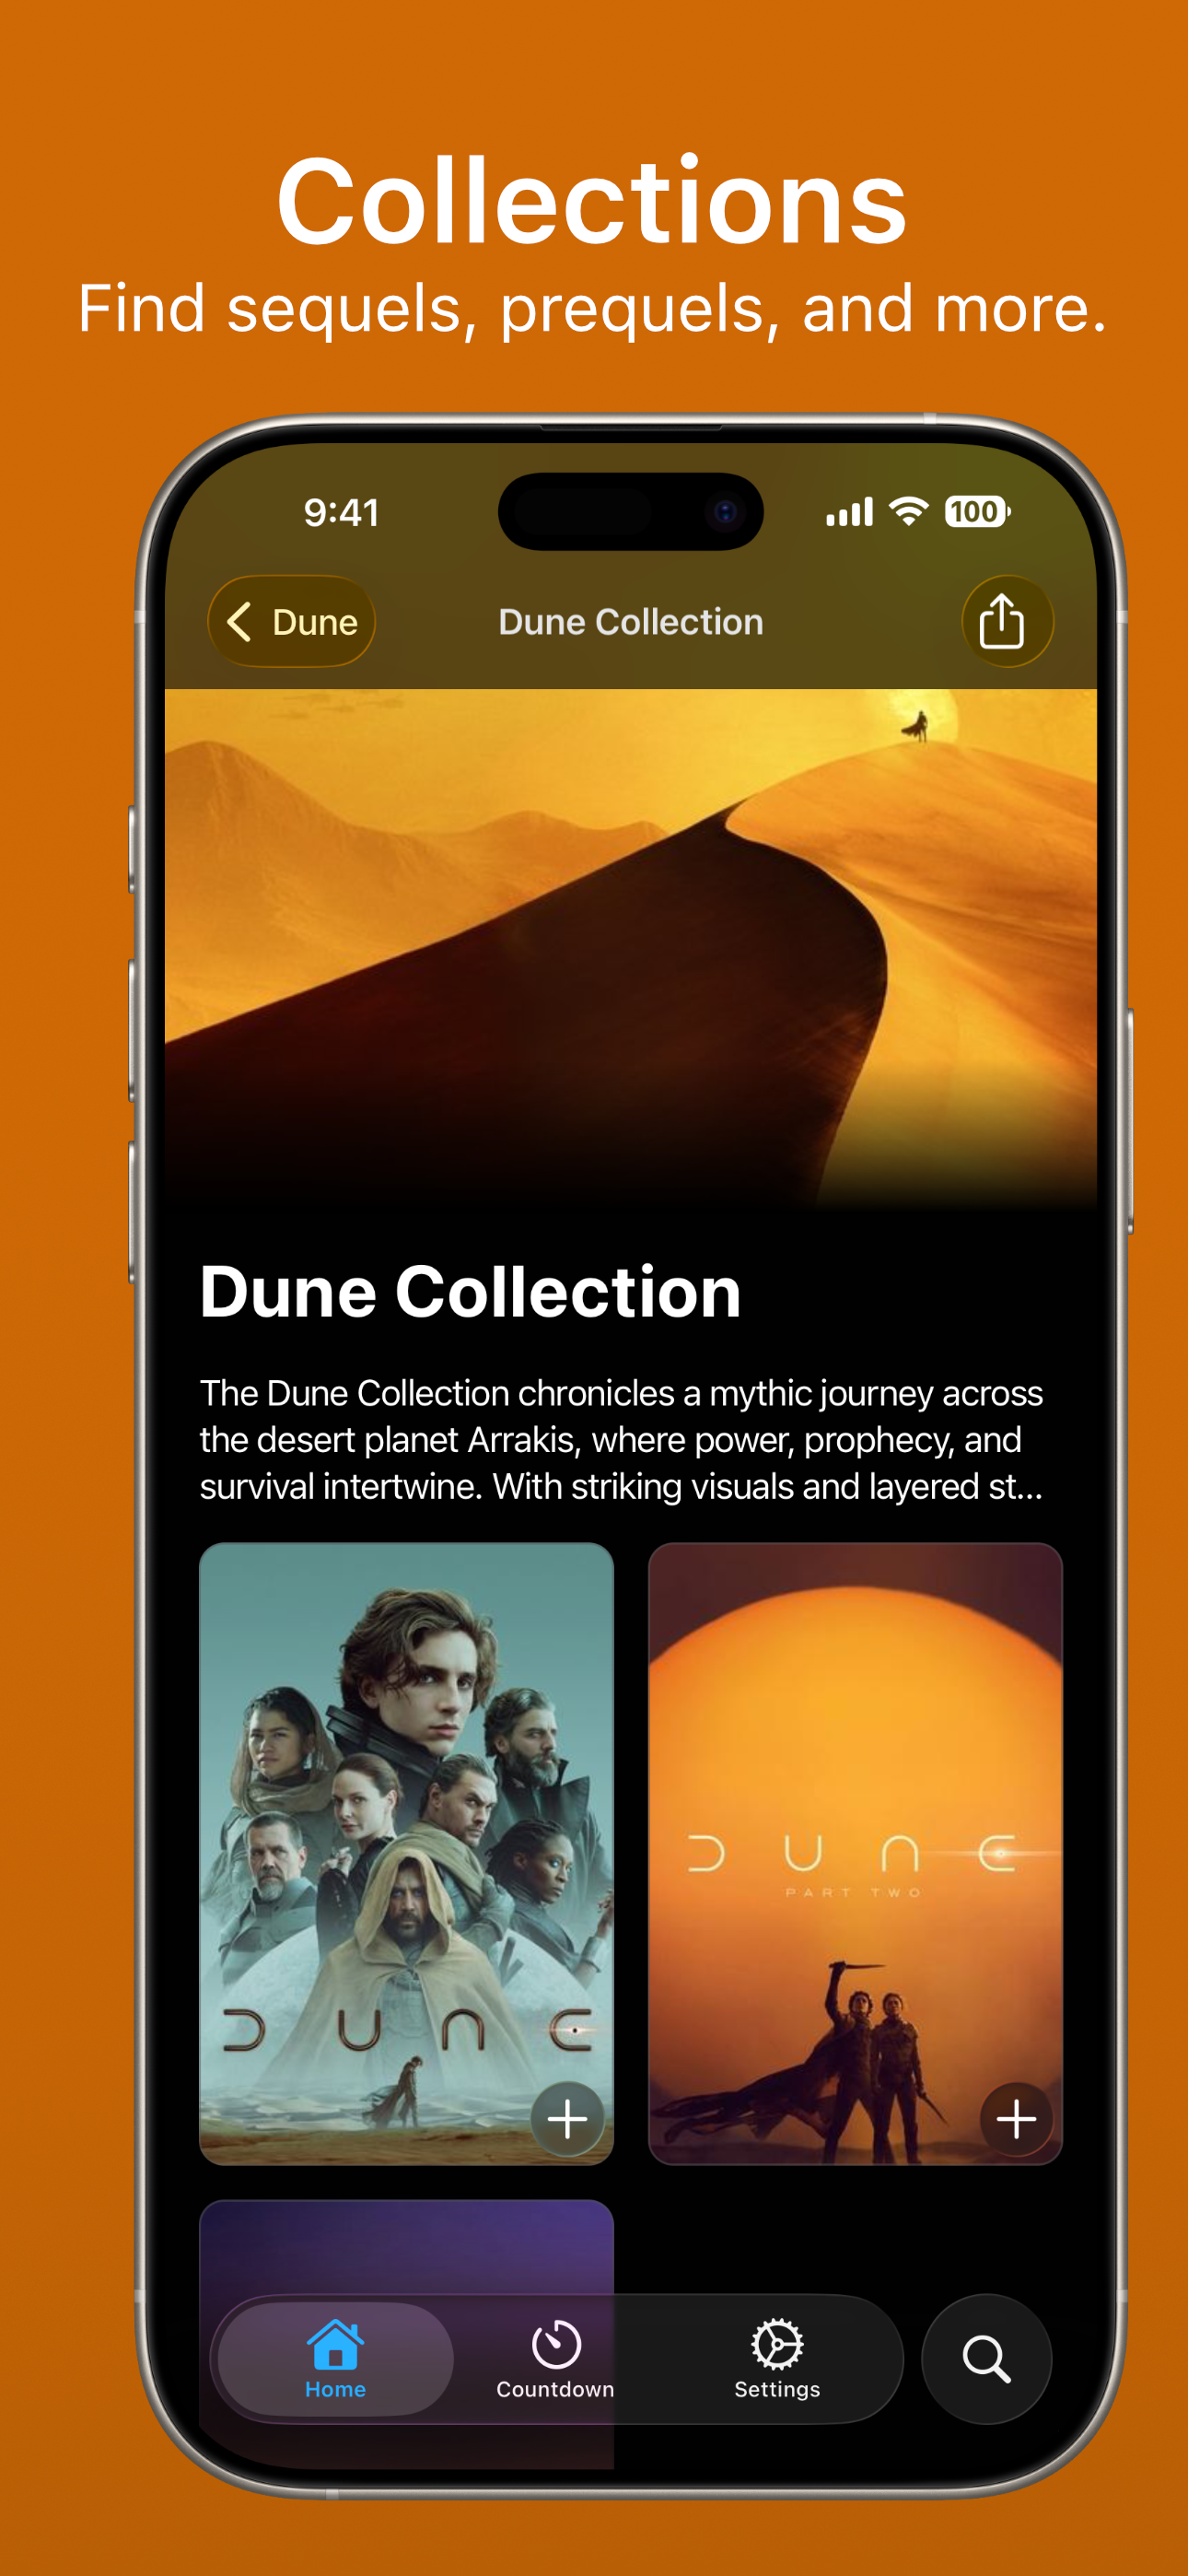 Collections
Find sequels, prequels, and more.
9:41
100
Dune
Dune Collection
Dune Collection
The Dune Collection chronicles a mythic journey across
the desert planet Arrakis, where power, prophecy, and
survival intertwine. With striking visuals and layered st...
DUNE
DUNE
PART TWO
Home
Countdown
Settings